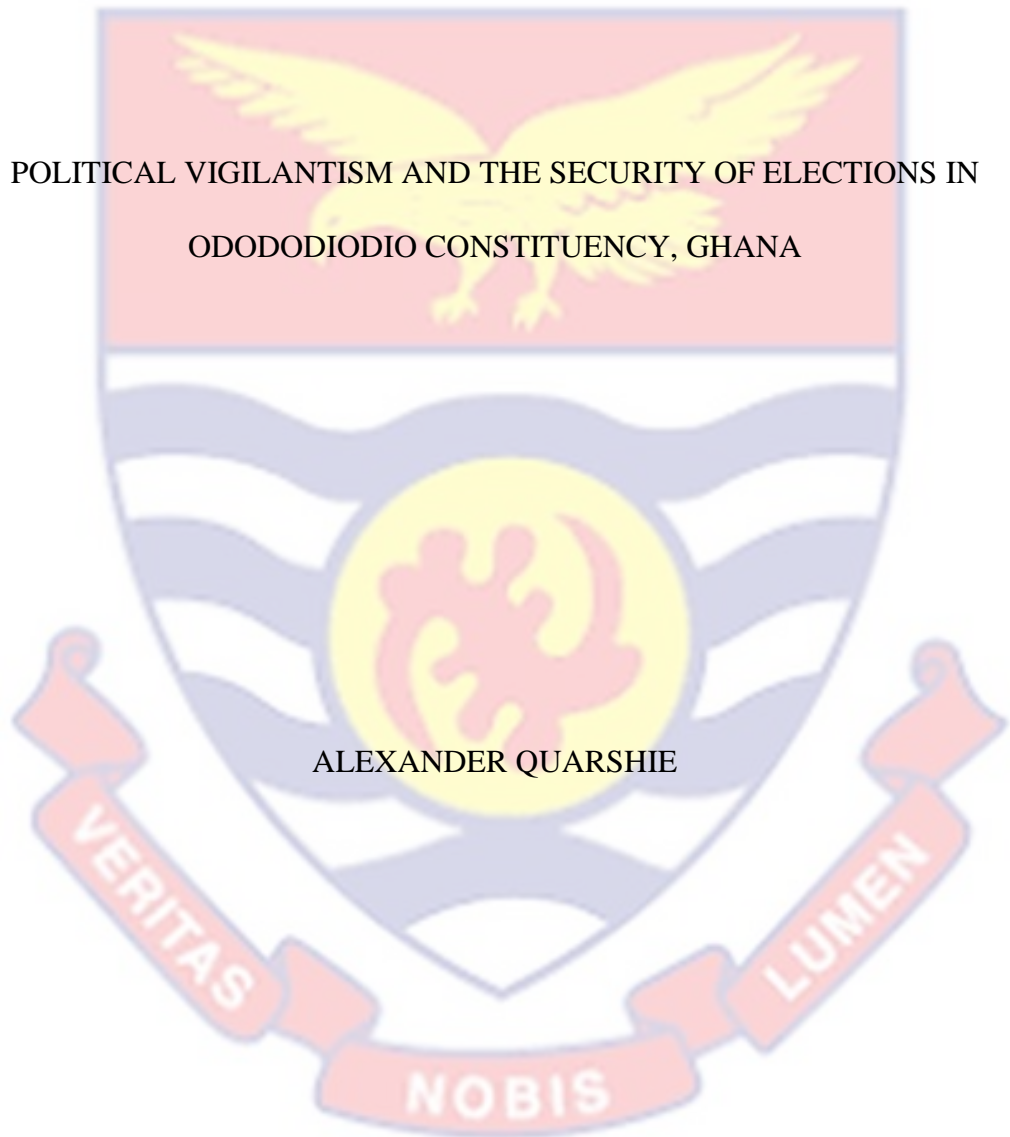 POLITICAL VIGILANTISM AND THE SECURITY OF ELECTIONS IN
ODODODIODIO CONSTITUENCY, GHANA
ALEXANDER QUARSHIE
VERITAS
NOBIS
LUMEN